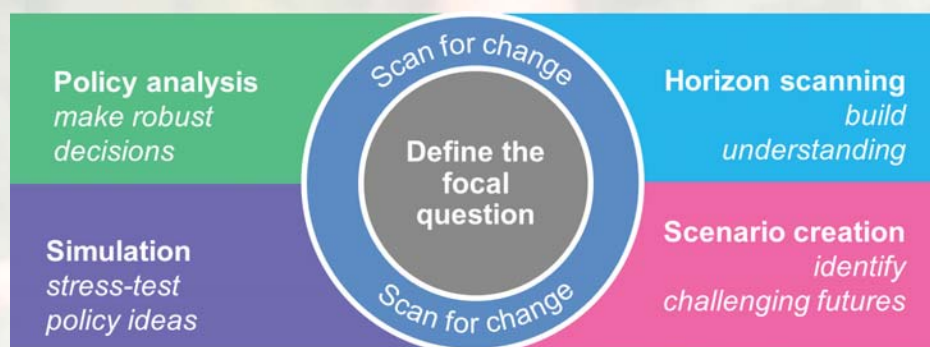 Policy analysis
make robust
decisions
Scan for change
Horizon scanning
build
understanding
Define the
focal
question
Simulation
stress-test
policy ideas
Scan for change
Scenario creation
identify
challenging futures